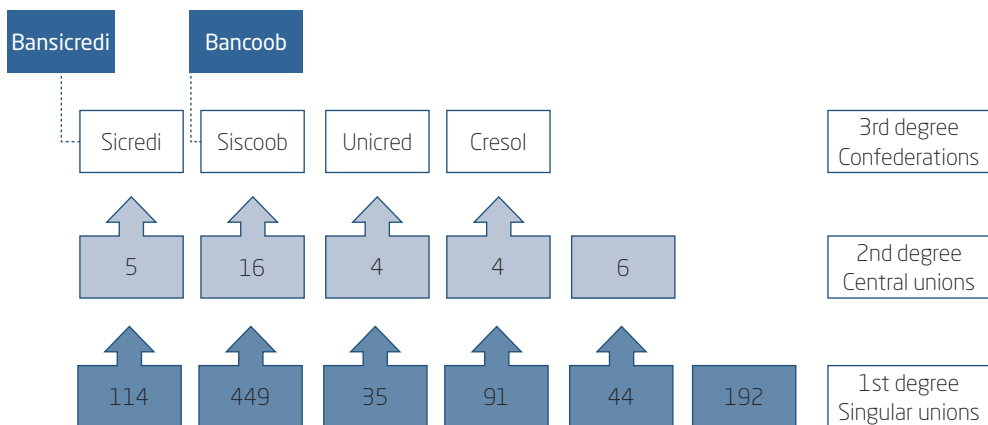 Bansicredi
Bancoob
Sicredi
Siscoob
Unicred
Cresol
3rd degree
Confederations
5
16
4
4
6
2nd degree
Central unions
114
449
35
91
44
192
1st degree
Singular unions